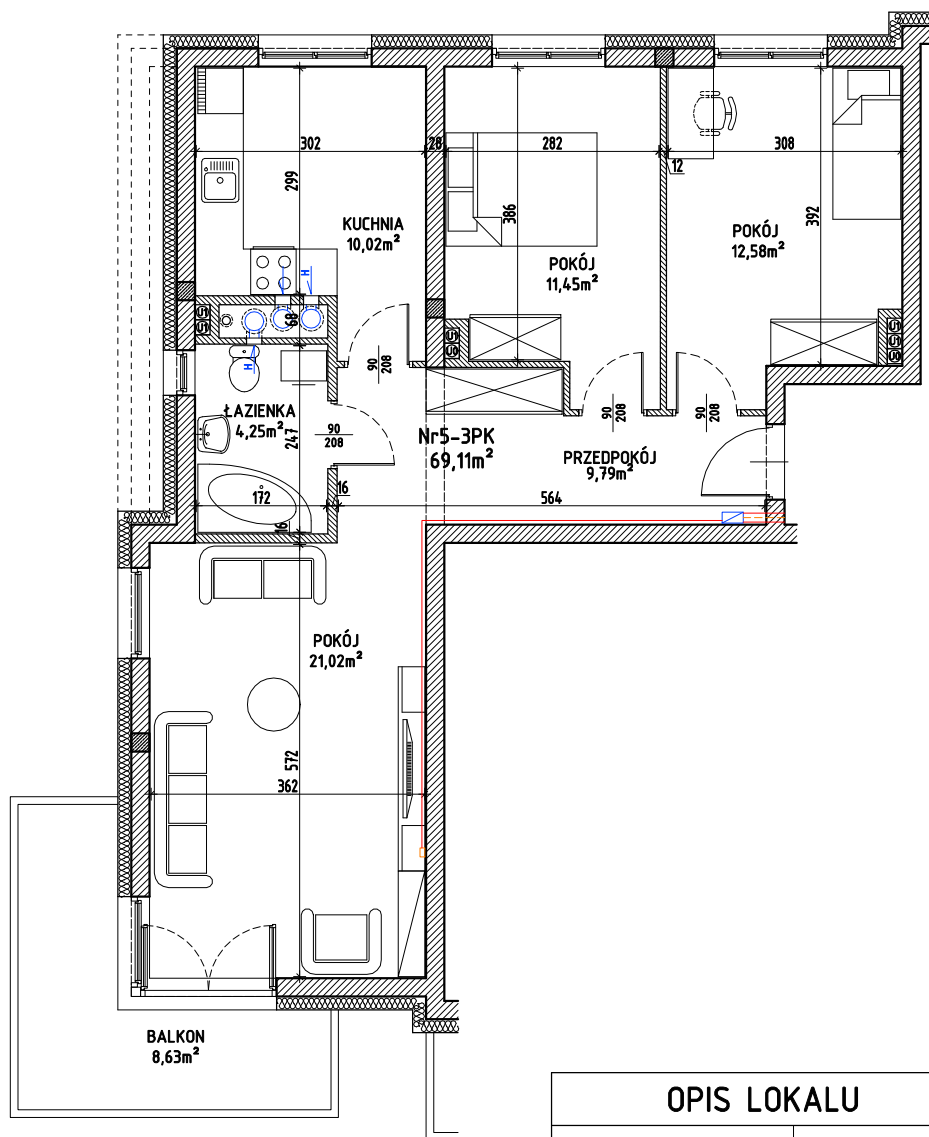 302
28
282
12
308
299
386
392
KUCHNIA
10,02m²
POKÓJ
11,45m²
POKÓJ
12,58m²
H
H
68
90
208
90
208
90
208
90
208
ŁAZIENKA
4,25m²
247
Nr5-3PK
69,11m²
PRZEDPOKÓJ
9,79m²
172
16
16
564
POKÓJ
21,02m²
572
362
BALKON
8,63m²
OPIS LOKALU